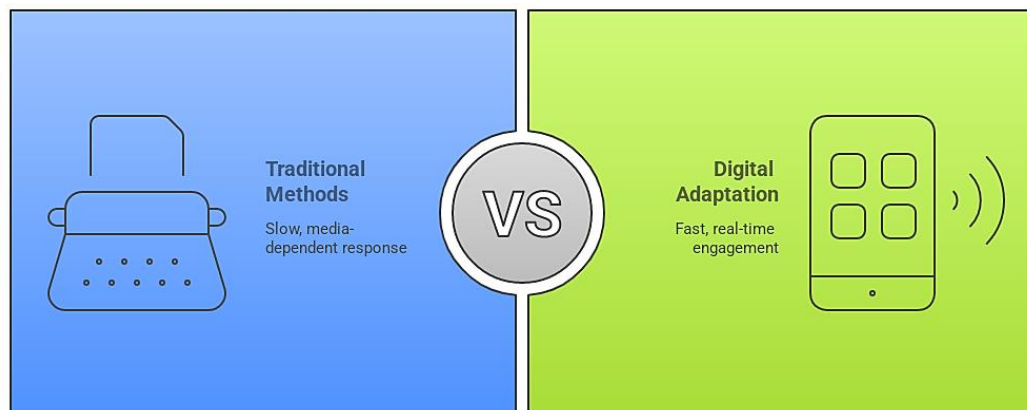 Traditional
Methods
Slow, media-
dependent response
VS
Digital
Adaptation
Fast, real-time
engagement